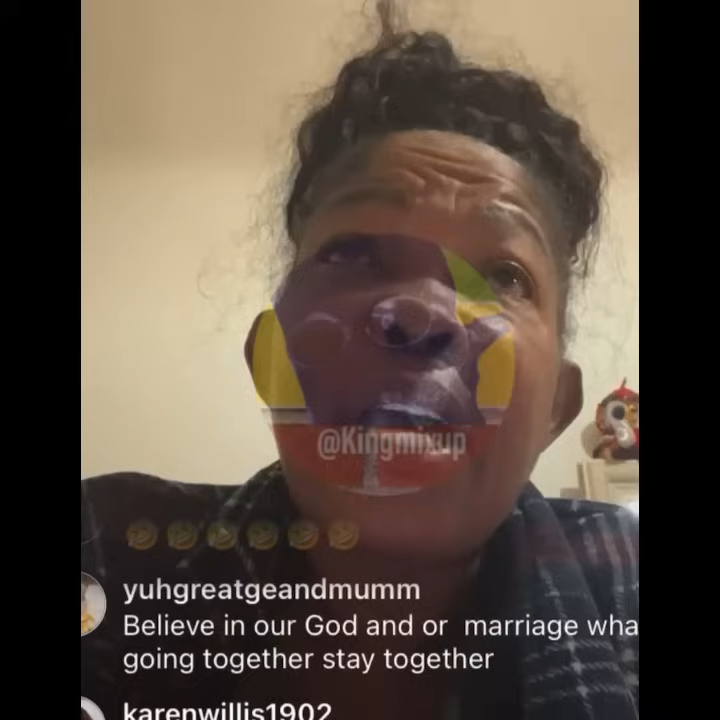 @Kingmixup
🤣🤣🤣🤣🤣🤣
yuhgreatgeandmumm
Believe in our God and or marriage wha
going together stay together
karenwillis1902